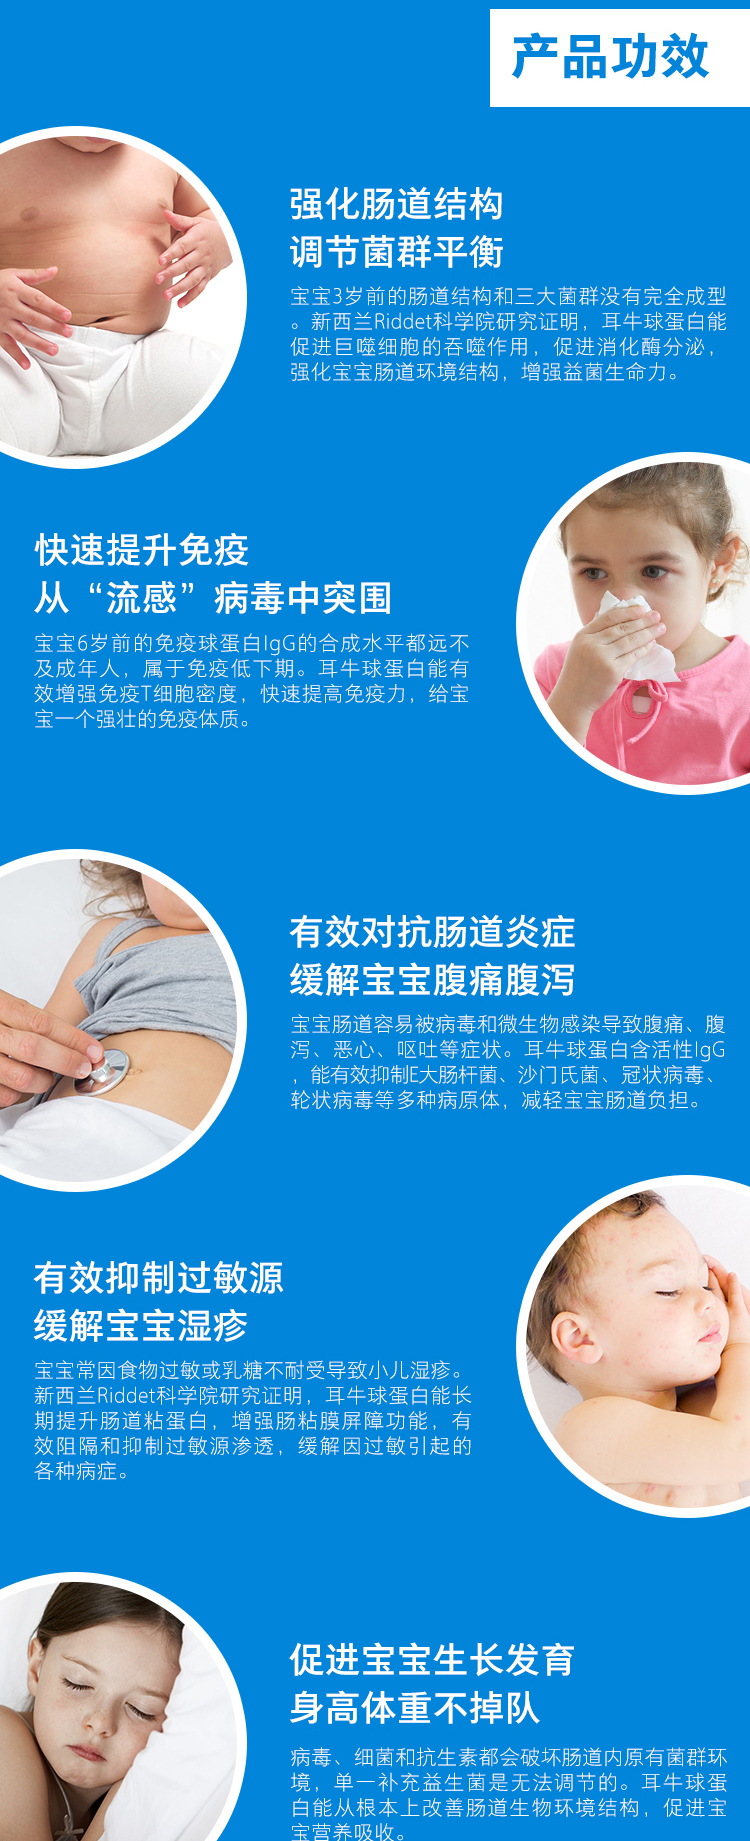 产品功效
强化肠道结构
调节菌群平衡
宝宝3岁前的肠道结构和三大菌群没有完全成型
。新西兰Riddet科学院研究证明，耳牛球蛋白能
促进巨噬细胞的吞噬作用，促进消化酶分泌，
强化宝宝肠道环境结构，增强益菌生命力。
快速提升免疫
从“流感”病毒中突围
宝宝6岁前的免疫球蛋白IgG的合成水平都远不
及成年人，属于免疫低下期。耳牛球蛋白能有
效增强免疫T细胞密度，快速提高免疫力，给宝
宝一个强壮的免疫体质。
有效对抗肠道炎症
缓解宝宝腹痛腹泻
宝宝肠道容易被病毒和微生物感染导致腹痛、腹
泻、恶心、呕吐等症状。耳牛球蛋白含活性IgG
，能有效抑制E大肠杆菌、沙门氏菌、冠状病毒、
轮状病毒等多种病原体，减轻宝宝肠道负担。
有效抑制过敏源
缓解宝宝湿疹
宝宝常因食物过敏或乳糖不耐受导致小儿湿疹。
新西兰Riddet科学院研究证明，耳牛球蛋白能长
期提升肠道粘蛋白，增强肠粘膜屏障功能，有
效阻隔和抑制过敏源渗透，缓解因过敏引起的
各种病症。
促进宝宝生长发育
身高体重不掉队
病毒、细菌和抗生素都会破坏肠道内原有菌群环
境，单一补充益生菌是无法调节的。耳牛球蛋
白能从根本上改善肠道生物环境结构，促进宝
宝营养吸收。